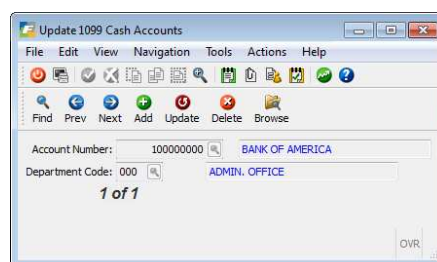 Update 1099 Cash Accounts
File Edit View Navigation Tools Actions Help
Find Prev Next Add Update Delete Browse
Account Number: 100000000 BANK OF AMERICA
Department Code: 000 ADMIN. OFFICE
1 of 1
OVR